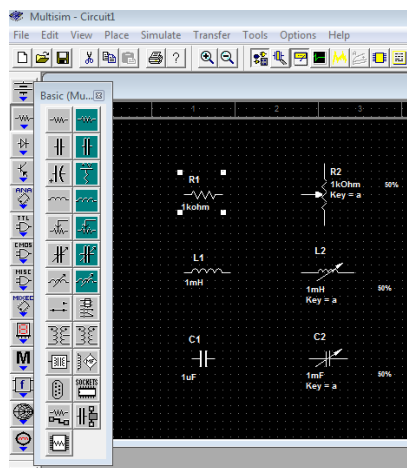 Multisim - Circuit1
File Edit View Place Simulate Transfer Tools Options Help
Basic (Mu...
ANA
TTL
CMOS
MISC
MIXED
M
f
SOCKETS
1 2 3
R1
1kohm
R2
1kOhm 50%
Key = a
L1
1mH
L2
1mH 50%
Key = a
C1
1uF
C2
1mF 50%
Key = a